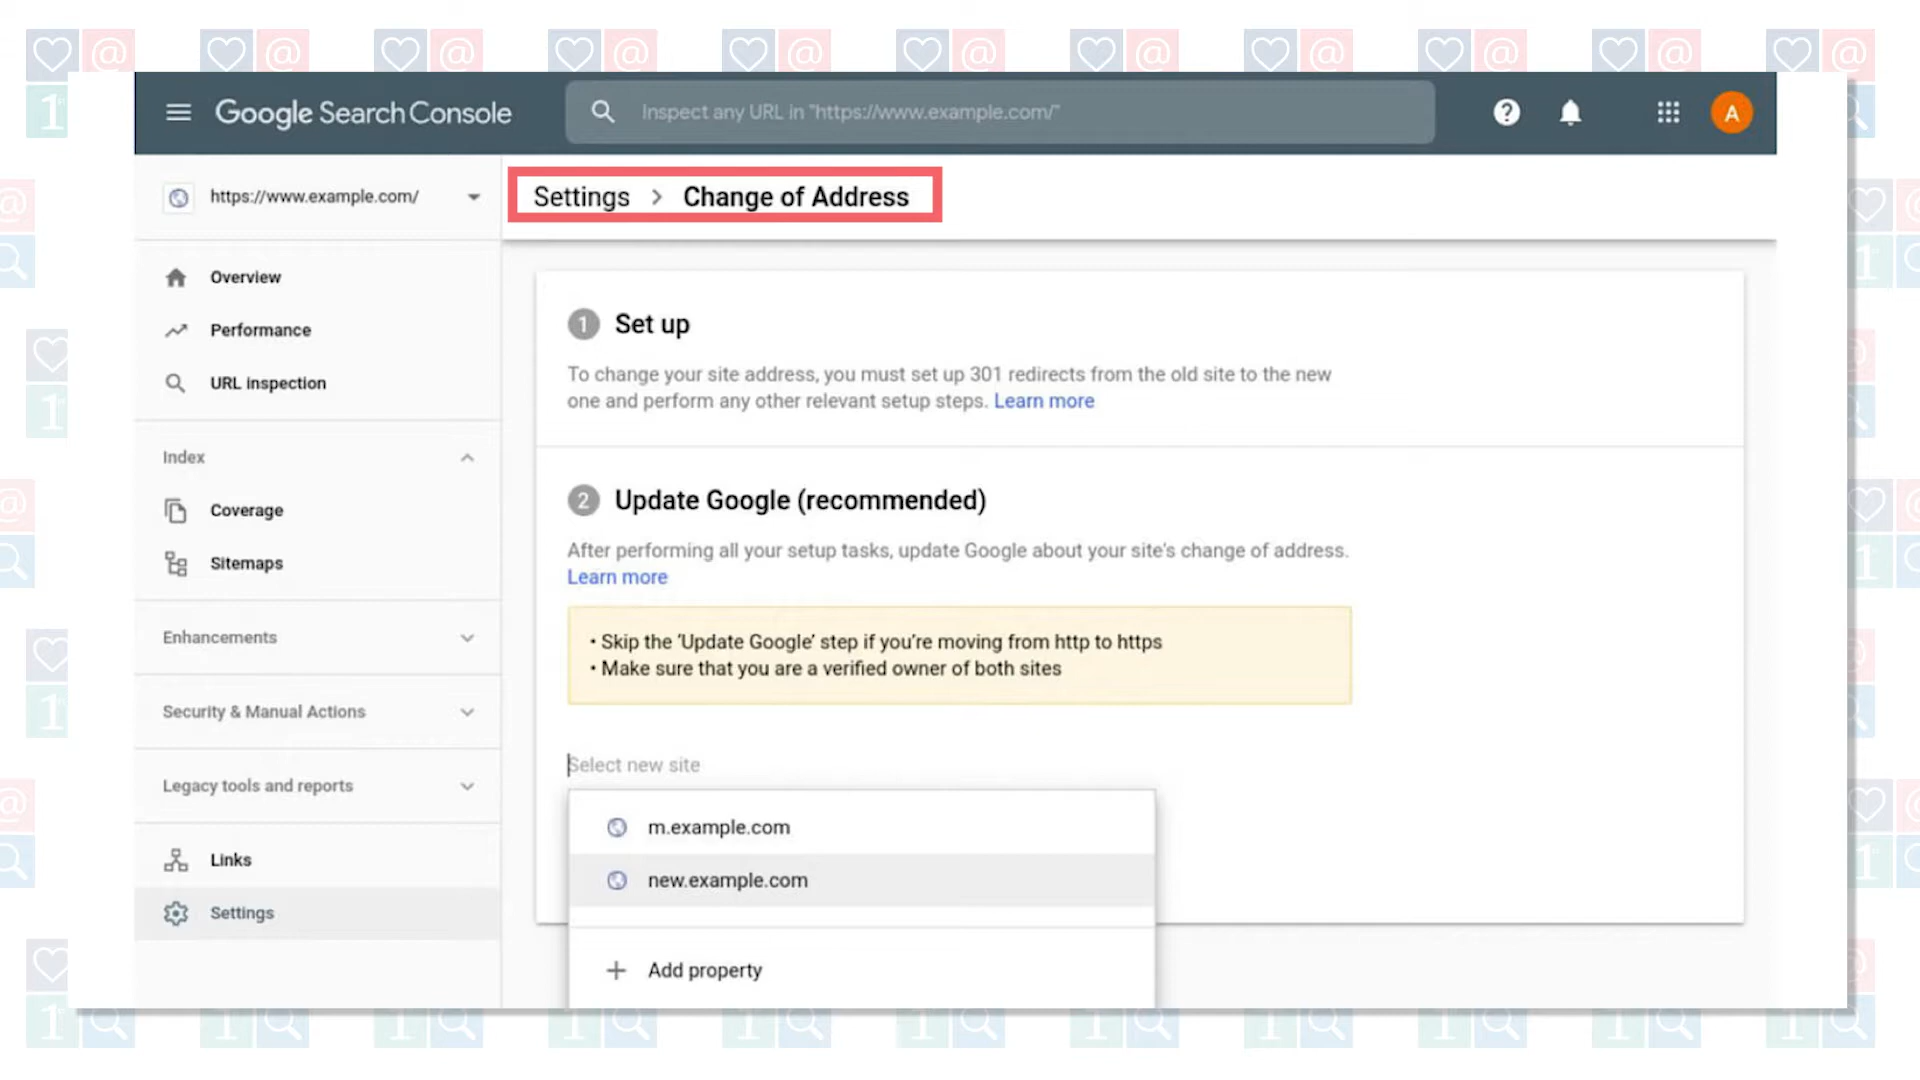 Google Search Console
Inspect any URL in "https://www.example.com/"
A
https://www.example.com/
Settings > Change of Address
Overview
Performance
URL inspection
Index
Coverage
Sitemaps
Enhancements
Security & Manual Actions
Legacy tools and reports
Links
Settings
1 Set up
To change your site address, you must set up 301 redirects from the old site to the new
one and perform any other relevant setup steps. Learn more
2 Update Google (recommended)
After performing all your setup tasks, update Google about your site's change of address.
Learn more
• Skip the ‘Update Google’ step if you’re moving from http to https
• Make sure that you are a verified owner of both sites
Select new site
m.example.com
new.example.com
+ Add property